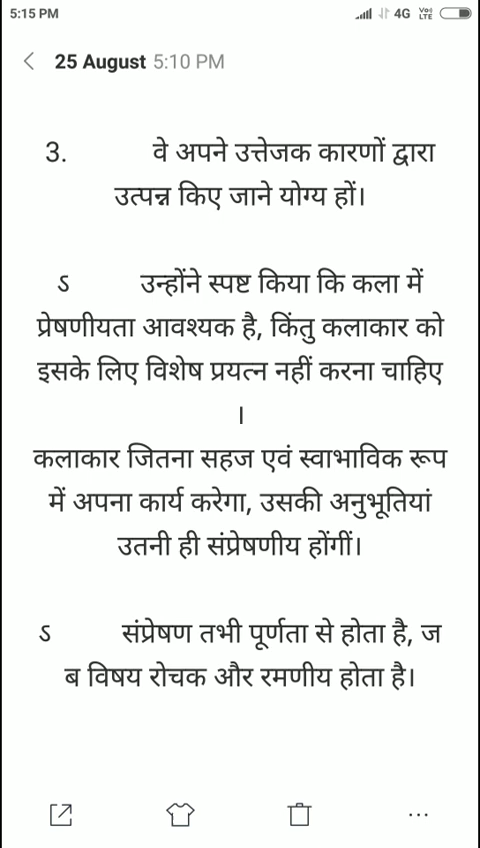 5:15 PM 4G VoLTE
25 August 5:10 PM
3. वे अपने उत्तेजक कारणों द्वारा
उत्पन्न किए जाने योग्य हों।
ऽ उन्होंने स्पष्ट किया कि कला में
प्रेषणीयता आवश्यक है, किंतु कलाकार को
इसके लिए विशेष प्रयत्न नहीं करना चाहिए
।
कलाकार जितना सहज एवं स्वाभाविक रूप
में अपना कार्य करेगा, उसकी अनुभूतियां
उतनी ही संप्रेषणीय होंगीं।
ऽ संप्रेषण तभी पूर्णता से होता है, ज
ब विषय रोचक और रमणीय होता है।